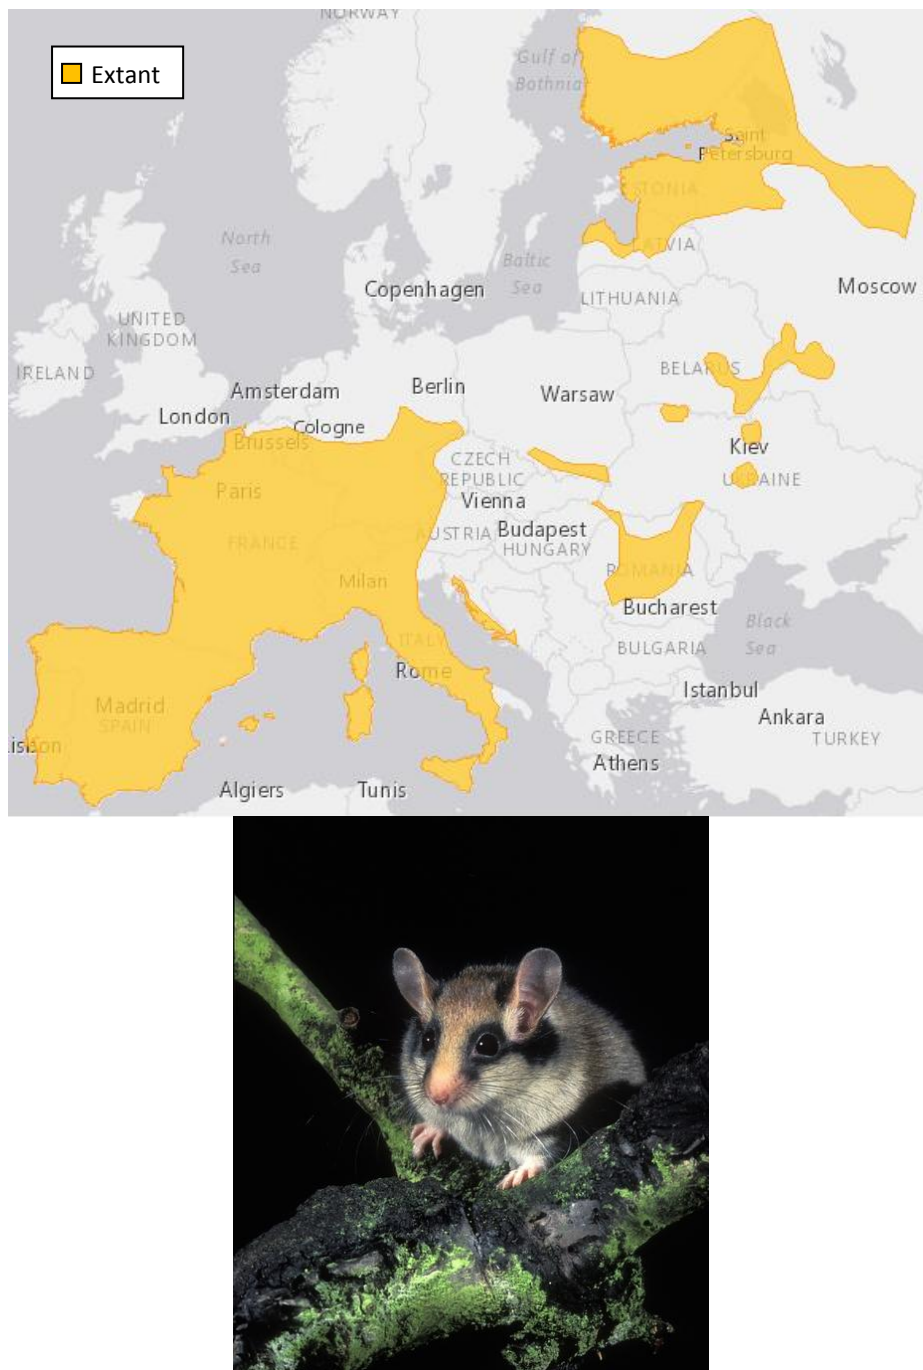 NORWAY
Extant
Gulf of
Bothnia
Saint
Petersburg
ESTONIA
North
Sea
LATVIA
Baltic
Sea
Copenhagen
Moscow
LITHUANIA
UNITED
KINGDOM
IRELAND
BELARUS
Amsterdam
Berlin
Warsaw
London
Cologne
Brussels
Kiev
CZECH
REPUBLIC
UKRAINE
Paris
Vienna
AUSTRIA
Budapest
HUNGARY
FRANCE
ROMANIA
Milan
Bucharest
Black
Sea
ITALY
BULGARIA
Rome
Istanbul
Madrid
SPAIN
Ankara
Lisbon
GREECE
TURKEY
Athens
Algiers
Tunis